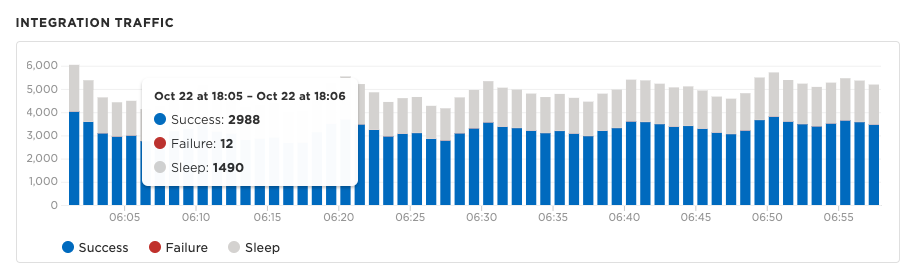 INTEGRATION TRAFFIC
6,000
5,000
4,000
3,000
2,000
1,000
0
Oct 22 at 18:05 – Oct 22 at 18:06
Success: 2988
Failure: 12
Sleep: 1490
06:05 06:10 06:15 06:20 06:25 06:30 06:35 06:40 06:45 06:50 06:55
Success Failure Sleep